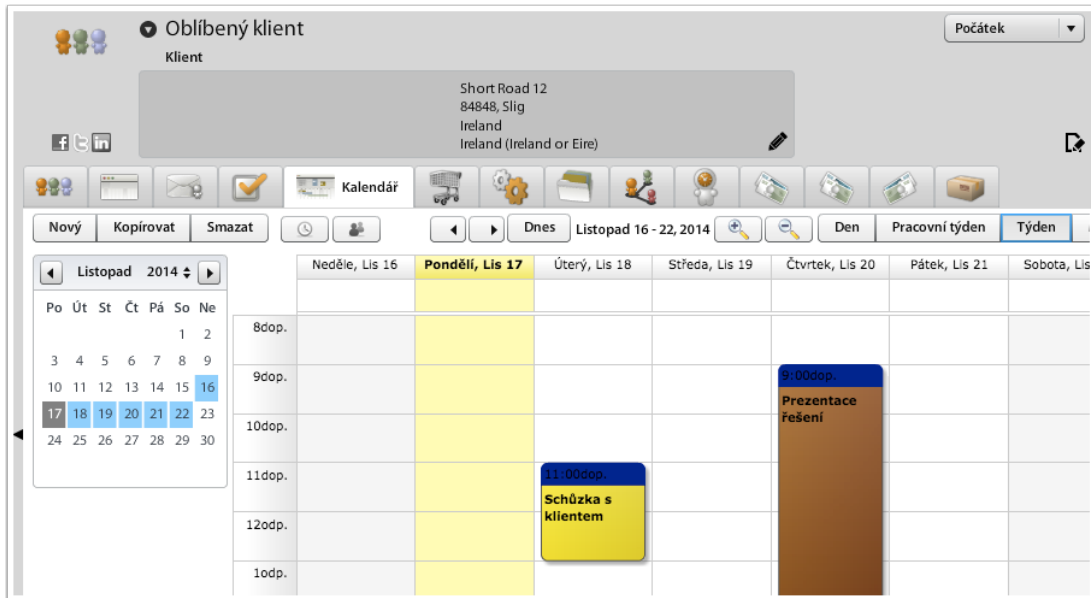 Oblíbený klient
Počátek
Klient
Short Road 12
84848, Slig
Ireland
Ireland (Ireland or Eire)
Kalendář
Nový Kopírovat Smazat Dnes Listopad 16 - 22, 2014 Den Pracovní týden Týden
Listopad 2014
Neděle, Lis 16 Pondělí, Lis 17 Úterý, Lis 18 Středa, Lis 19 Čtvrtek, Lis 20 Pátek, Lis 21 Sobota, Lis
Po Út St Čt Pá So Ne
1 2
3 4 5 6 7 8 9
10 11 12 13 14 15 16
17 18 19 20 21 22 23
24 25 26 27 28 29 30
8dop.
9dop.
9:00dop.
Prezentace
řešení
10dop.
11dop.
11:00dop.
Schůzka s
klientem
12odp.
1odp.